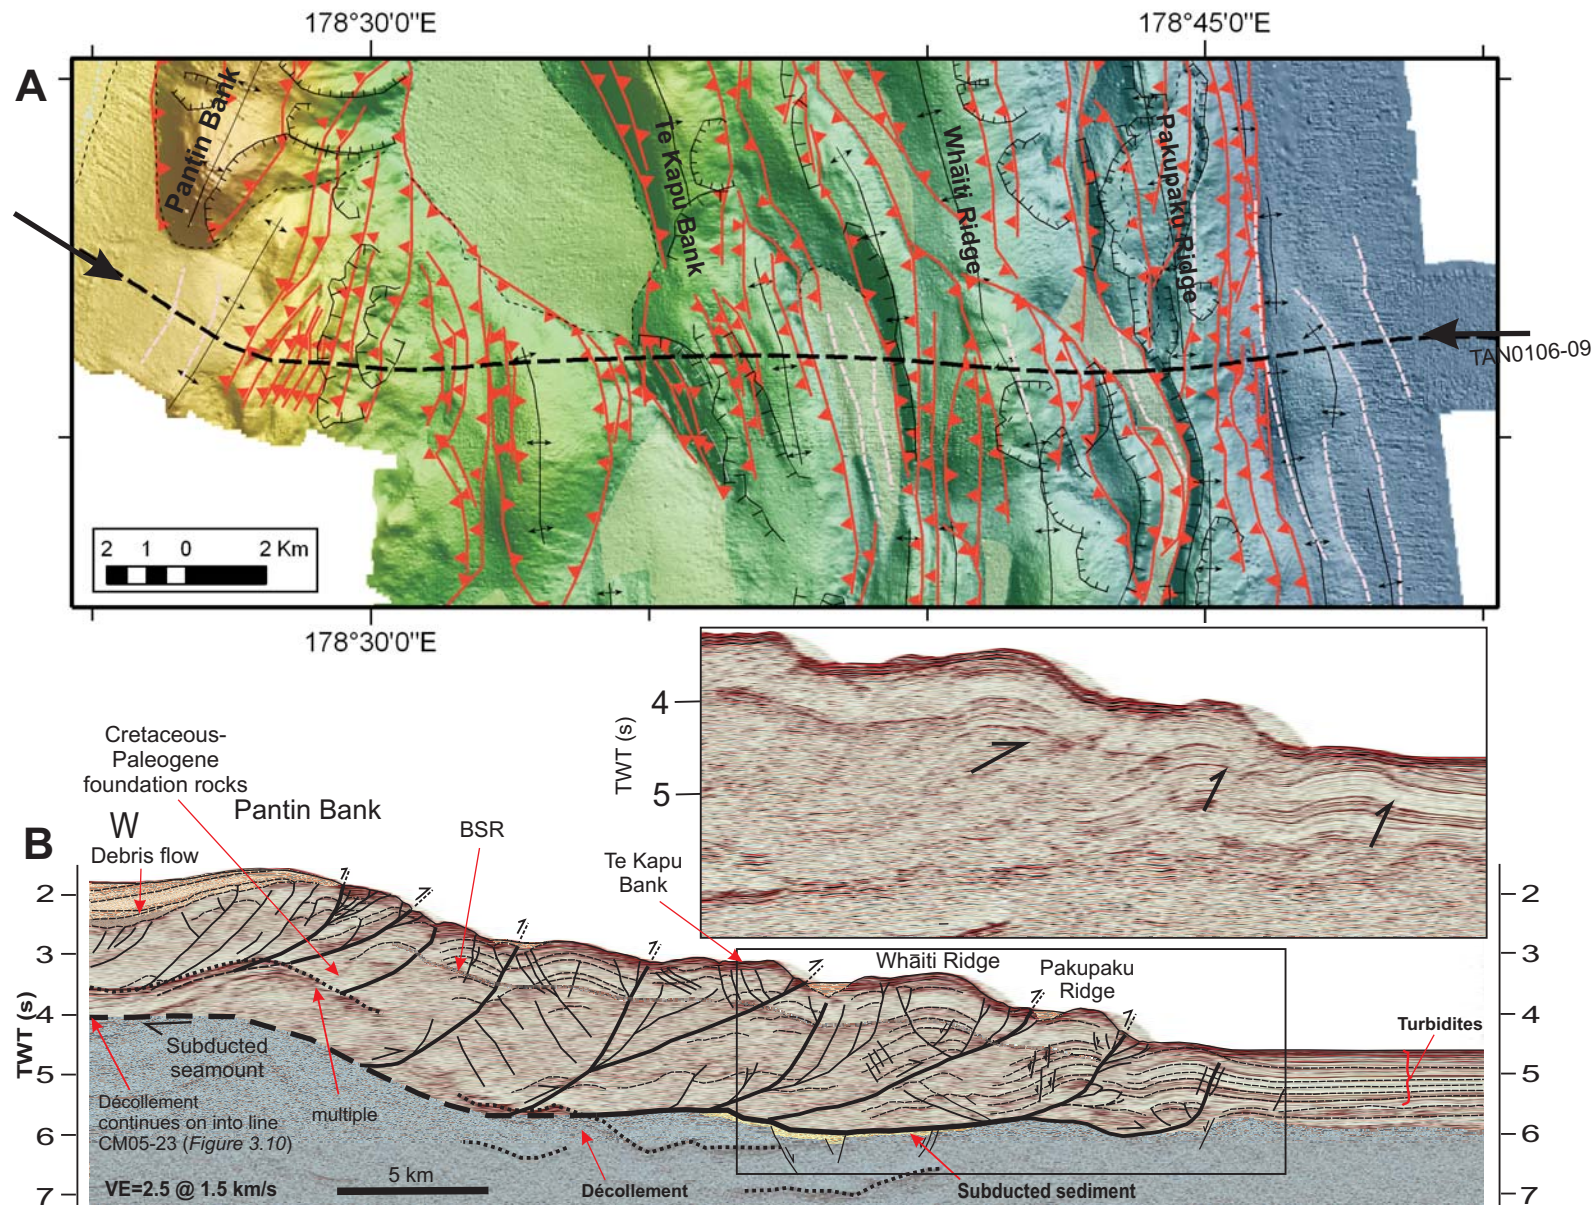 178°30'0"E
178°45'0"E
A
Pantin Bank
Te Kapu Bank
Whāiti Ridge
Pakupaku Ridge
TAN0106-09
2 1 0 2 Km
178°30'0"E
4
5
TWT (s)
Cretaceous-
Paleogene
foundation rocks
Pantin Bank
W
B
Debris flow
BSR
Te Kapu
Bank
Whāiti Ridge
Pakupaku
Ridge
Turbidites
2
3
4
5
6
7
TWT (s)
2
3
4
5
6
7
Subducted
seamount
Décollement
continues on into line
CM05-23 (Figure 3.10)
multiple
VE=2.5 @ 1.5 km/s
5 km
Décollement
Subducted sediment